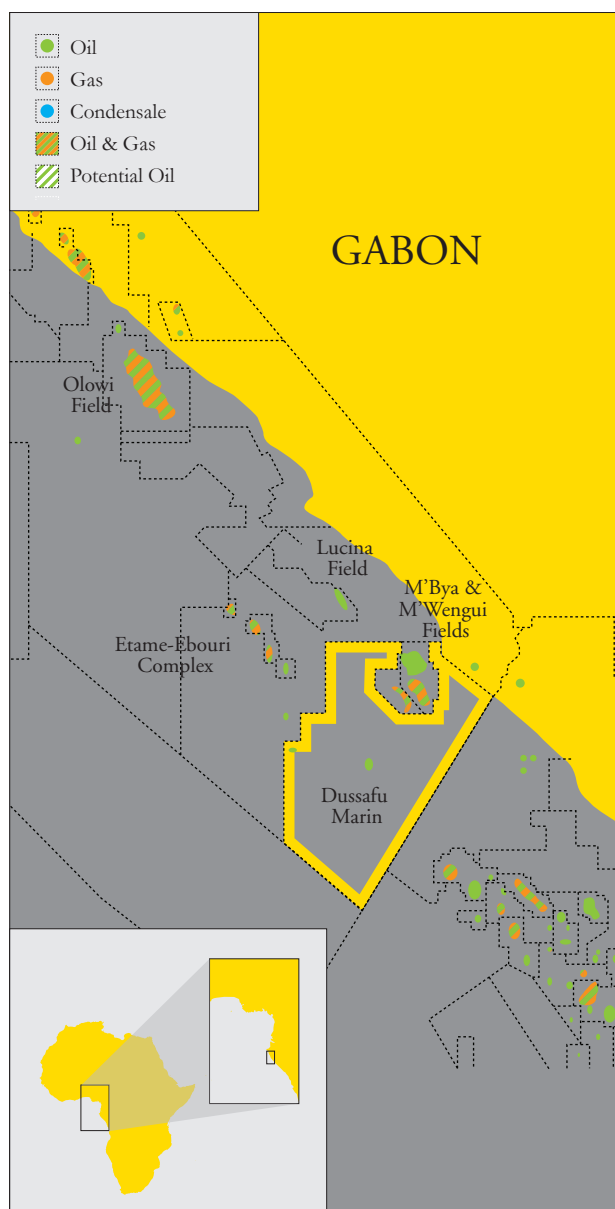 Oil
Gas
Condensale
Oil & Gas
Potential Oil
GABON
Olowi
Field
Lucina
Field
M'Bya &
M'Wengui
Fields
Etame-Ebouri
Complex
Dussafu
Marin